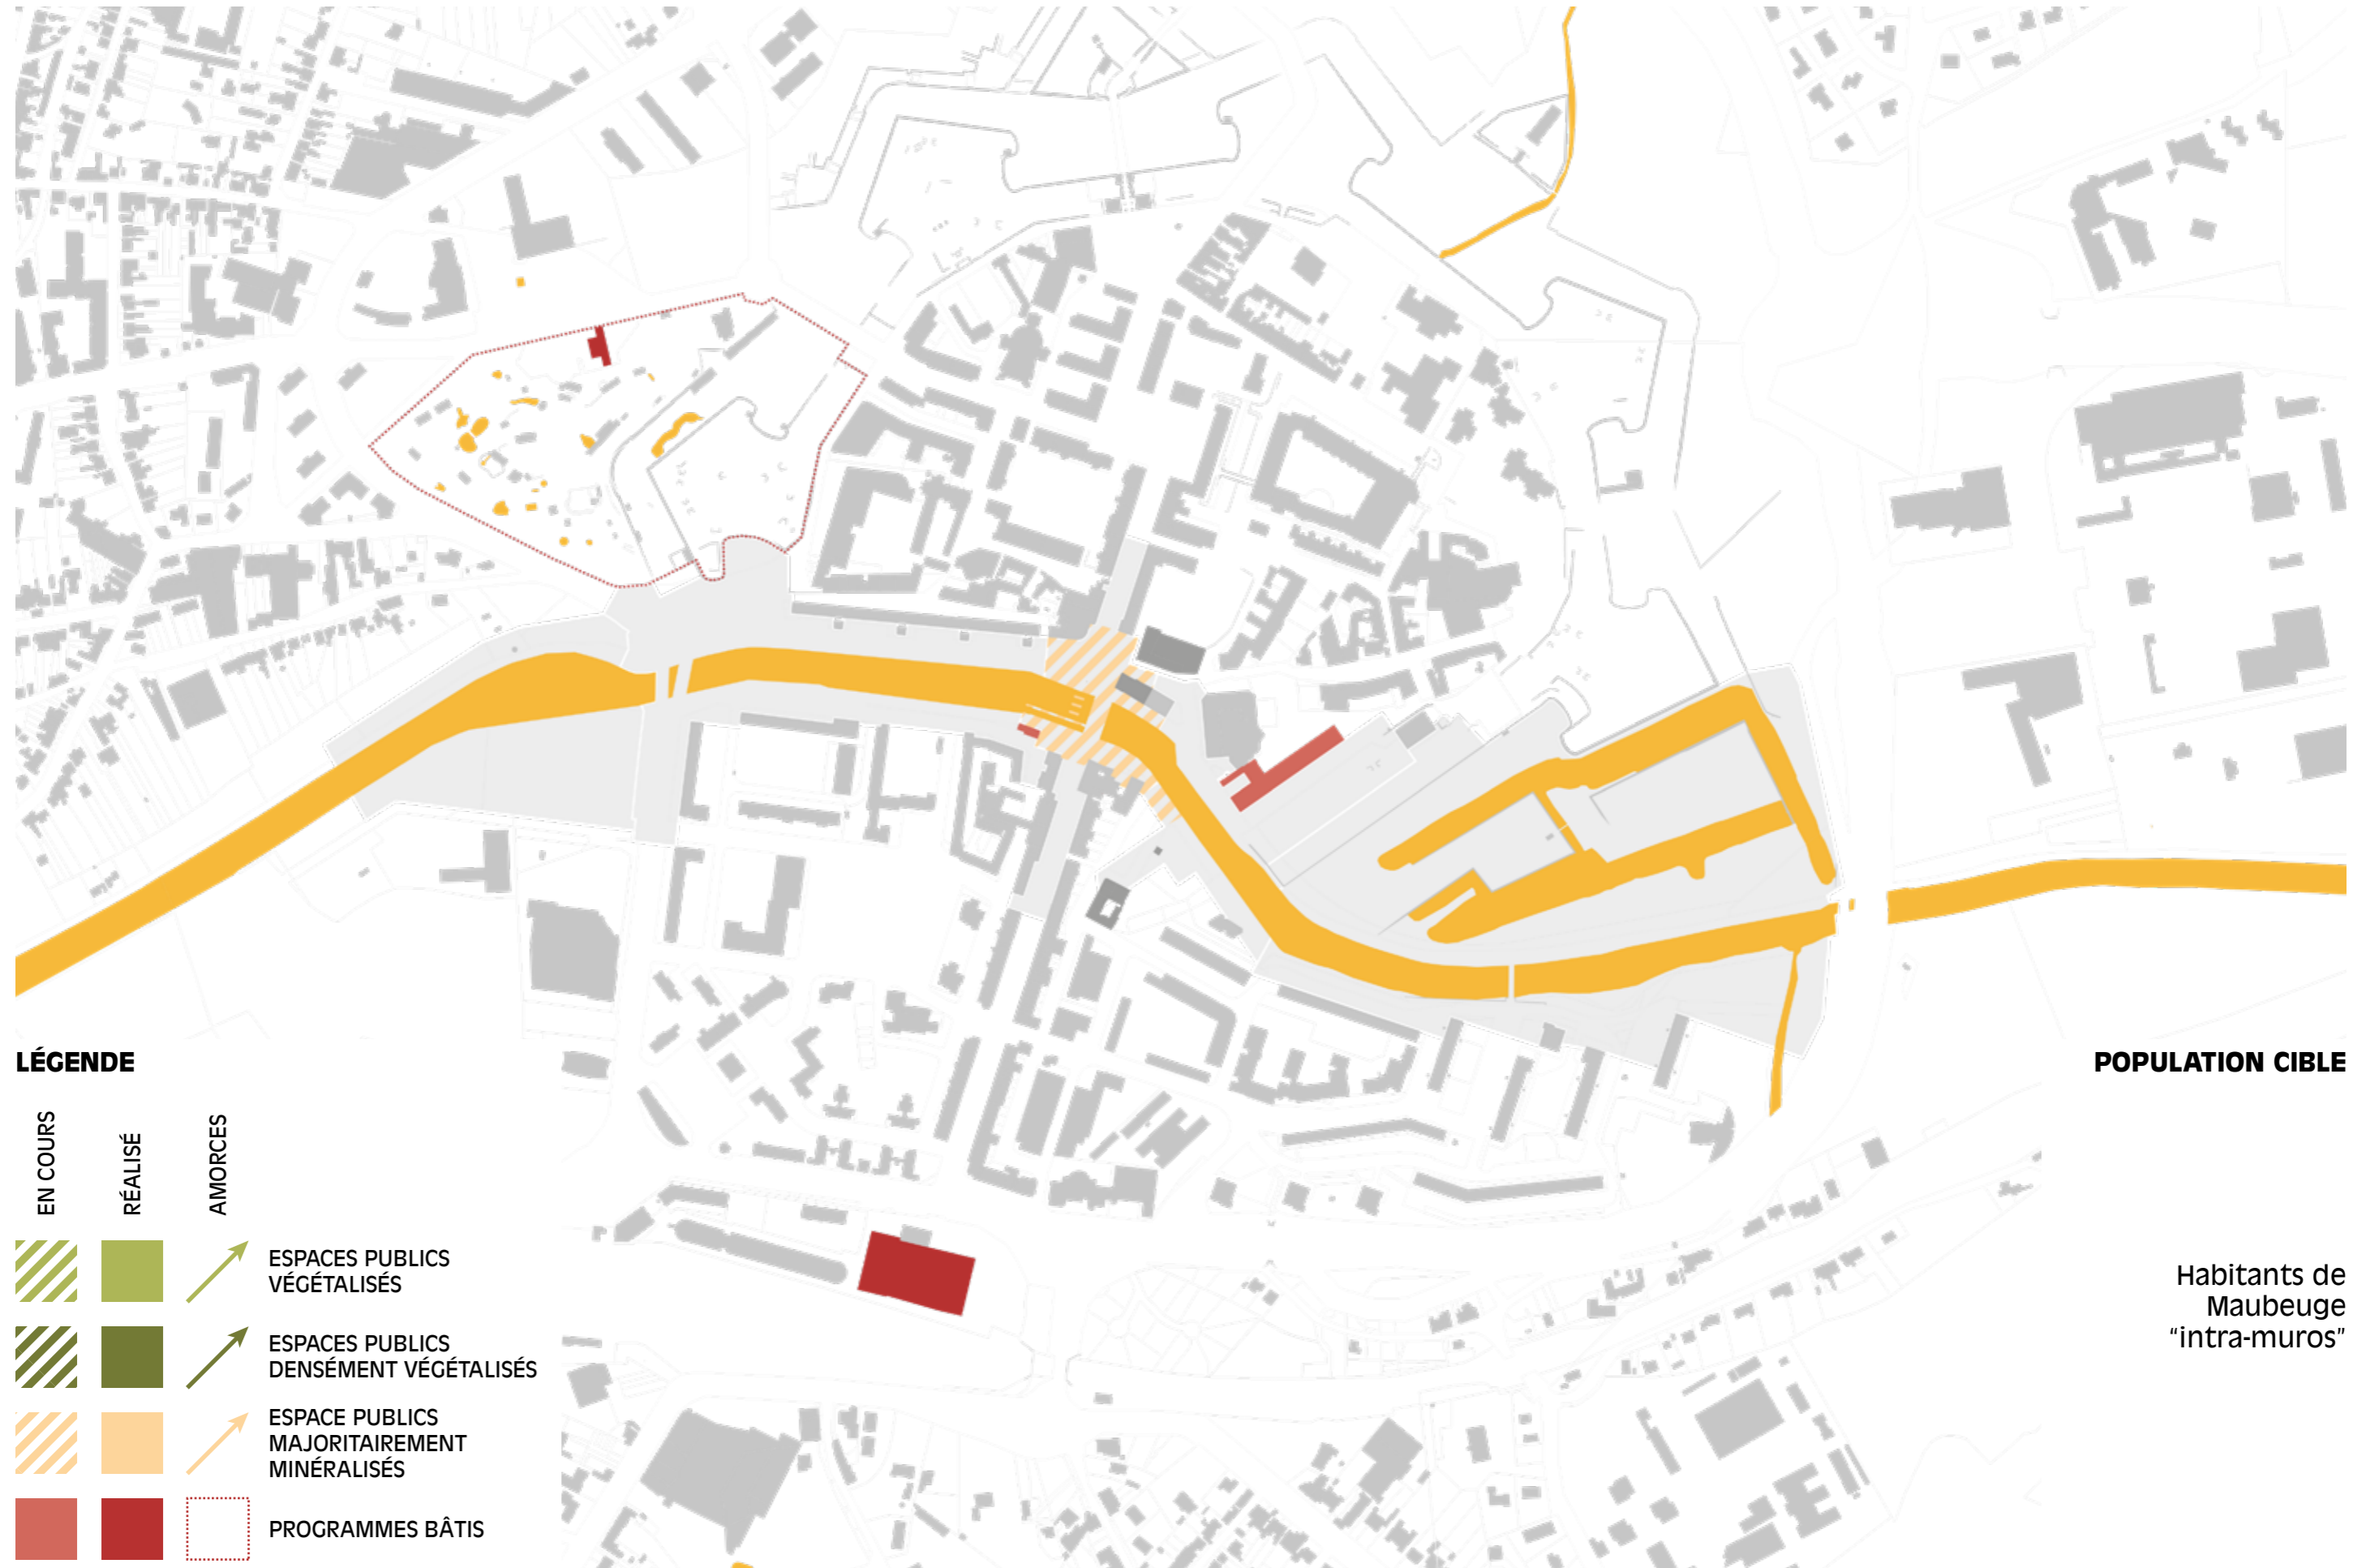 LÉGENDE
EN COURS
RÉALISÉ
AMORCES
ESPACES PUBLICS
VÉGÉTALISÉS
ESPACES PUBLICS
DENSÉMENT VÉGÉTALISÉS
ESPACE PUBLICS
MAJORITAIREMENT
MINÉRALISÉS
PROGRAMMES BÂTIS
POPULATION CIBLE
Habitants de
Maubeuge
“intra-muros”